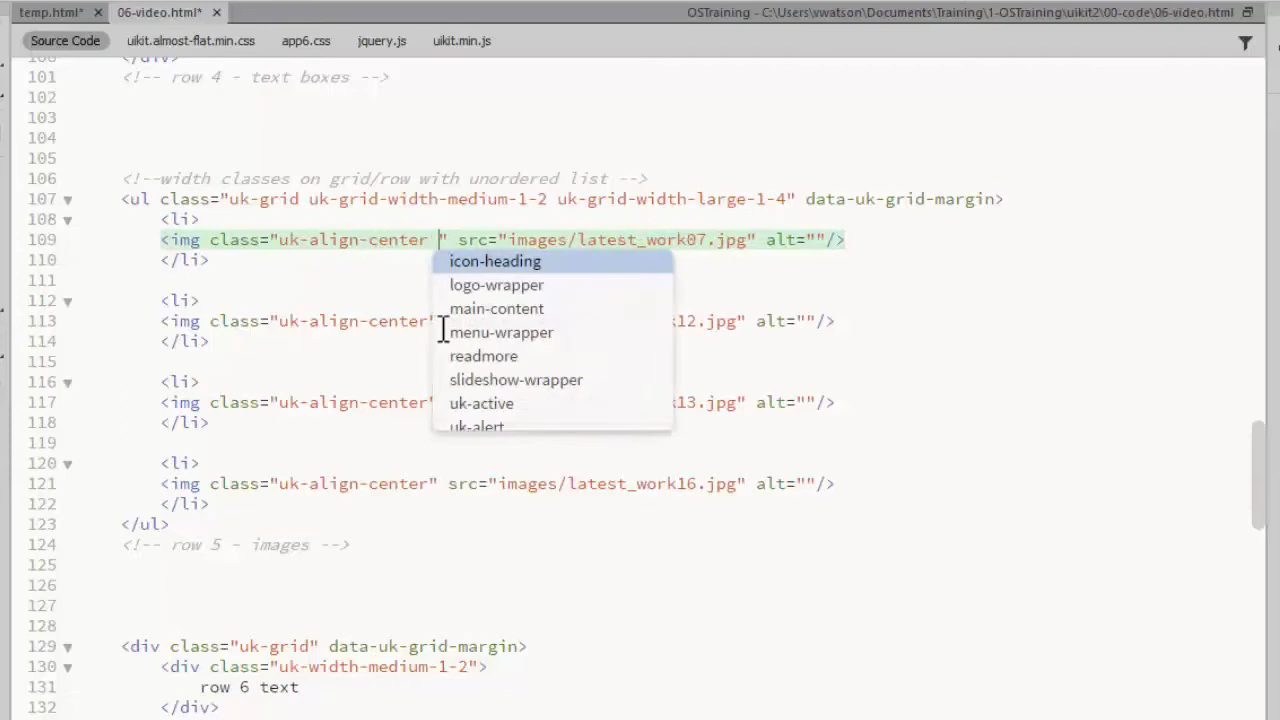 temp.html* × 06-video.html* × OSTraining - C:\Users\vwatson\Documents\Training\1-OSTraining\uikit2\00-code\06-video.html
Source Code uikit.almost-flat.min.css app6.css jquery.js uikit.min.js
100 </div>
101 <!-- row 4 - text boxes -->
102
103
104
105
106 <!--width classes on grid/row with unordered list -->
107 <ul class="uk-grid uk-grid-width-medium-1-2 uk-grid-width-large-1-4" data-uk-grid-margin>
108 <li>
109 <img class="uk-align-center " src="images/latest_work07.jpg" alt=""/>
110 </li>
icon-heading
logo-wrapper
main-content
menu-wrapper
readmore
slideshow-wrapper
uk-active
uk-alert
111
112 <li>
113 <img class="uk-align-center" k12.jpg" alt=""/>
114 </li>
115
116 <li>
117 <img class="uk-align-center" k13.jpg" alt=""/>
118 </li>
119
120 <li>
121 <img class="uk-align-center" src="images/latest_work16.jpg" alt=""/>
122 </li>
123 </ul>
124 <!-- row 5 - images -->
125
126
127
128
129 <div class="uk-grid" data-uk-grid-margin>
130 <div class="uk-width-medium-1-2">
131 row 6 text
132 </div>